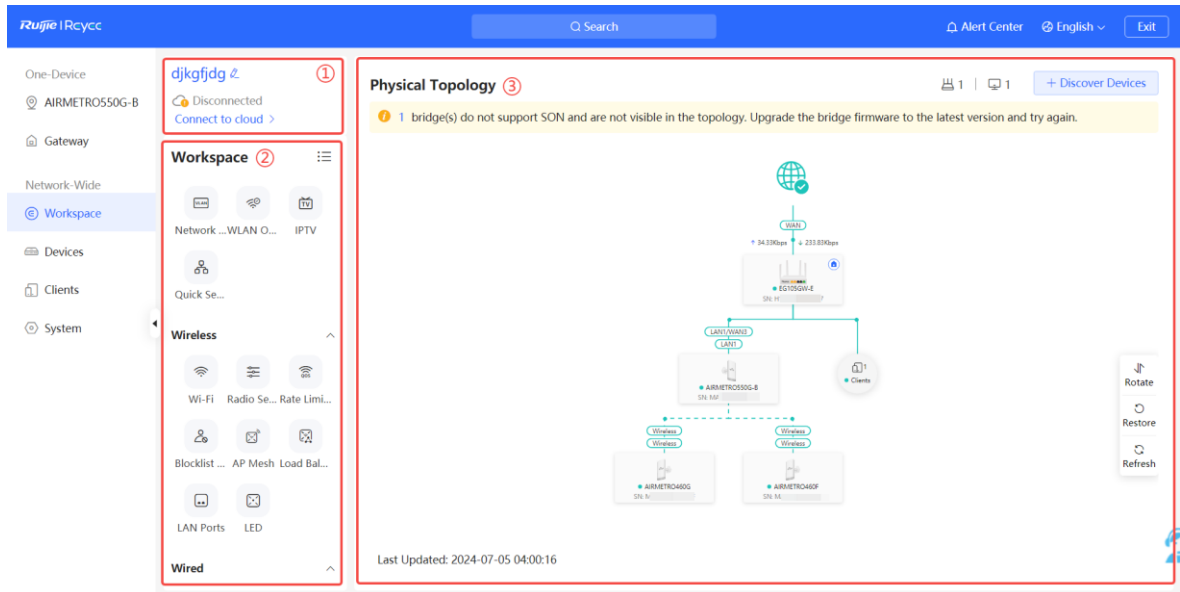 Ruijie | Rcycc
Search
Alert Center
English
Exit
One-Device
AIRMETRO550G-B
Gateway
Network-Wide
Workspace
Devices
Clients
System
djkgfjdg
①
Disconnected
Connect to cloud >
Workspace ②
Network ...
WLAN O...
IPTV
Quick Se...
Wireless
Wi-Fi
Radio Se...
Rate Limi...
Blocklist ...
AP Mesh
Load Bal...
LAN Ports
LED
Wired
Physical Topology ③
1 | 1
+ Discover Devices
1 bridge(s) do not support SON and are not visible in the topology. Upgrade the bridge firmware to the latest version and try again.
WAN
↑ 34.33Kbps ↓ 233.83Kbps
EG105GW-E
SN: H
LAN1/WAN3
LAN1
AIRMETRO550G-B
SN: M
1
Clients
Wireless
Wireless
AIRMETRO460G
SN:
Wireless
Wireless
AIRMETRO460F
SN: M
Rotate
Restore
Refresh
Last Updated: 2024-07-05 04:00:16